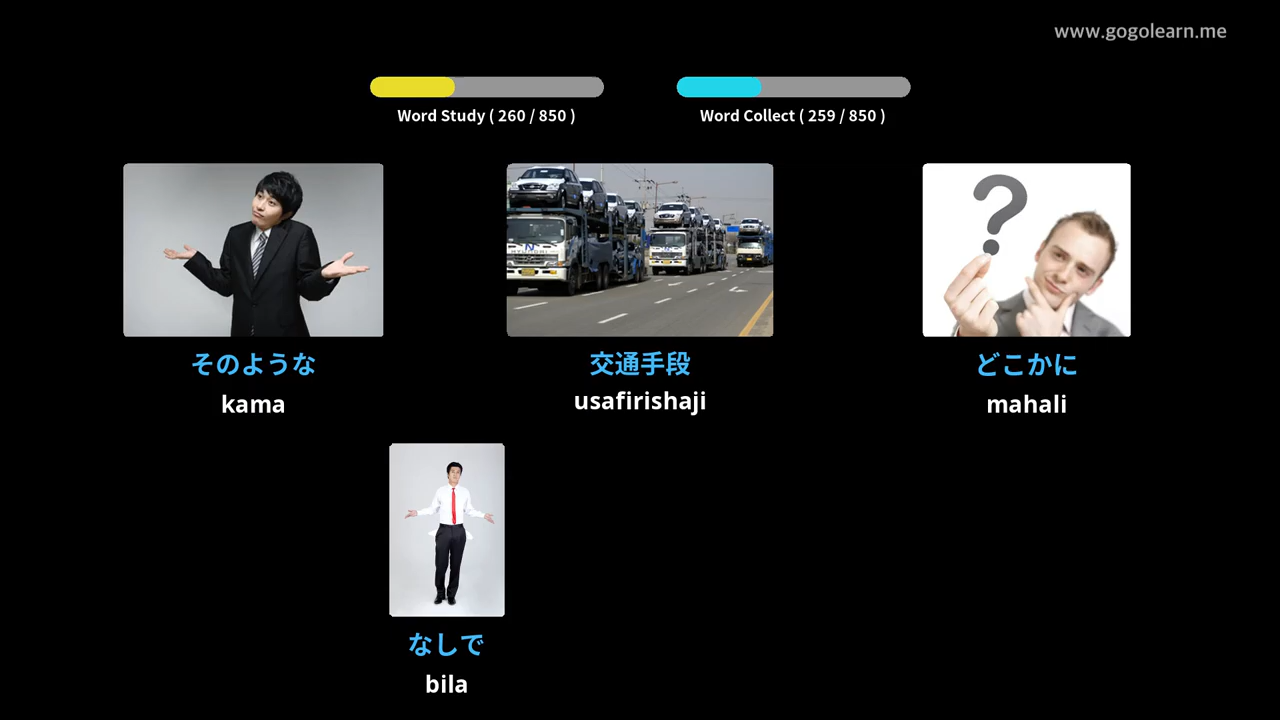 www.gogolearn.me
Word Study ( 260 / 850 )
Word Collect ( 259 / 850 )
そのような
kama
交通手段
usafirishaji
どこかに
mahali
なしで
bila